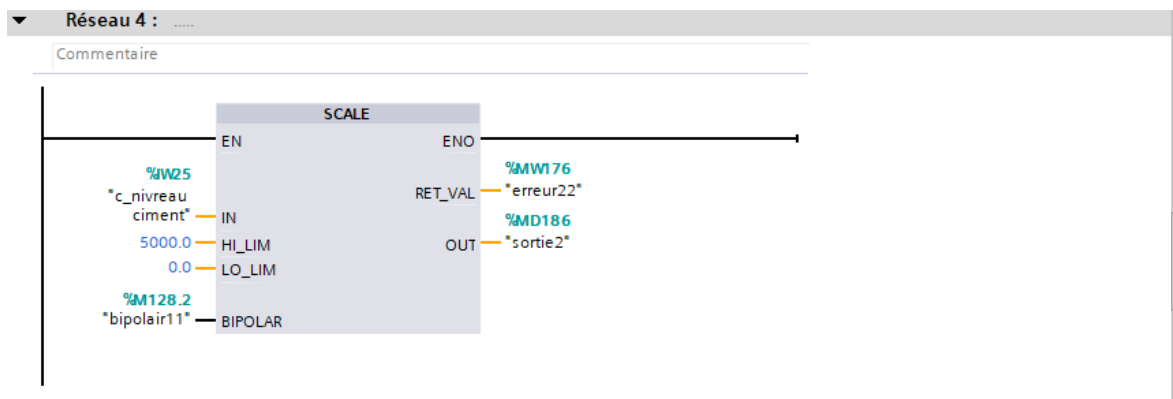 Réseau 4 : .....
Commentaire
SCALE
EN ENO
%IW25
"c_nivreau
ciment" IN
%MW176
RET_VAL "erreur22"
5000.0 HI_LIM
%MD186
OUT "sortie2"
0.0 LO_LIM
%M128.2
"bipolair11" BIPOLAR